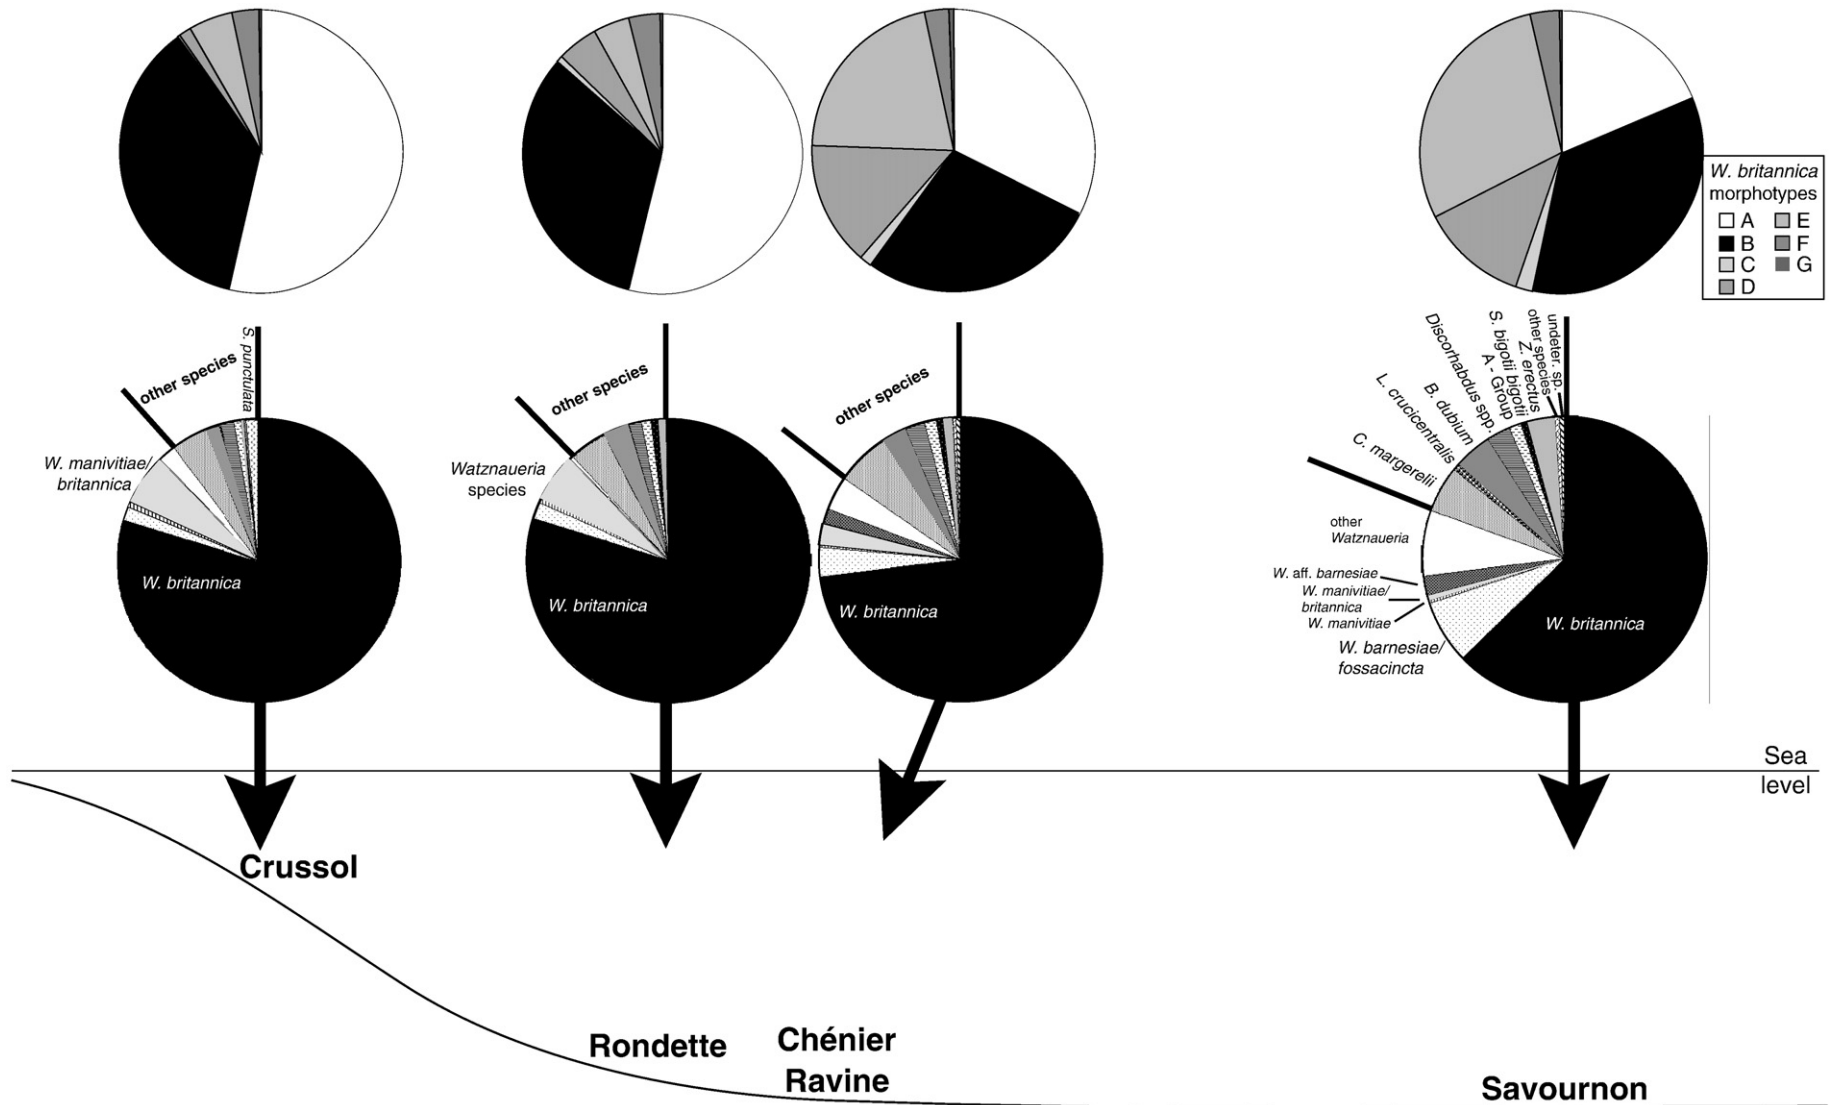 W. britannica
morphotypes
A
E
B
F
C
G
D
S. punctulata
other species
W. manivitiae/
britannica
W. britannica
other species
Watznaueria
species
W. britannica
other species
W. britannica
undeter. sp.
other species
Z. erectus
S. bigotii bigotii
A - Group
Discorhabdus spp.
B. dubium
L. crucicentralis
C. margerelii
other
Watznaueria
W. aff. barnesiae
W. manivitiae/
britannica
W. manivitiae
W. barnesiae/
fossacincta
W. britannica
Sea
level
Crussol
Rondette
Chénier
Ravine
Savournon